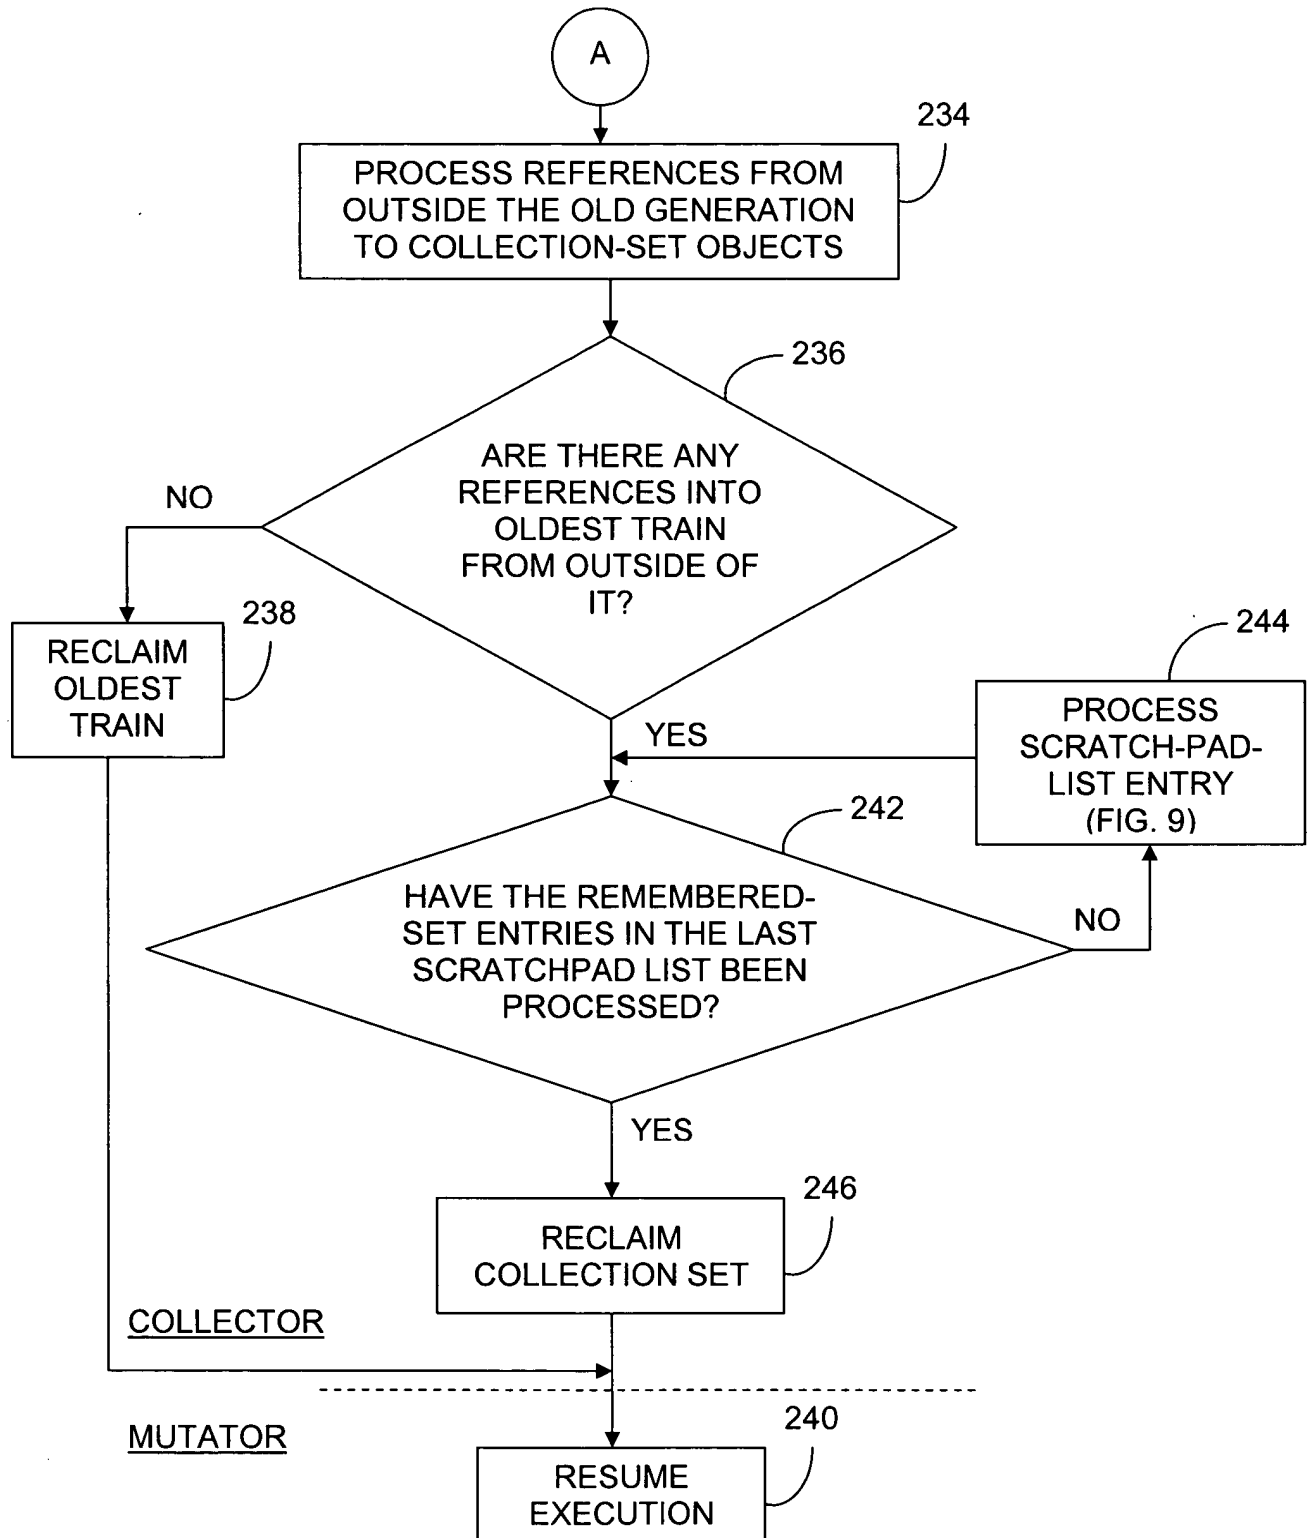 A
234
PROCESS REFERENCES FROM
OUTSIDE THE OLD GENERATION
TO COLLECTION-SET OBJECTS
236
ARE THERE ANY
REFERENCES INTO
OLDEST TRAIN
FROM OUTSIDE OF
IT?
NO
238
RECLAIM
OLDEST
TRAIN
244
PROCESS
SCRATCH-PAD-
LIST ENTRY
(FIG. 9)
YES
242
HAVE THE REMEMBERED-
SET ENTRIES IN THE LAST
SCRATCHPAD LIST BEEN
PROCESSED?
NO
YES
246
RECLAIM
COLLECTION SET
COLLECTOR
MUTATOR
240
RESUME
EXECUTION